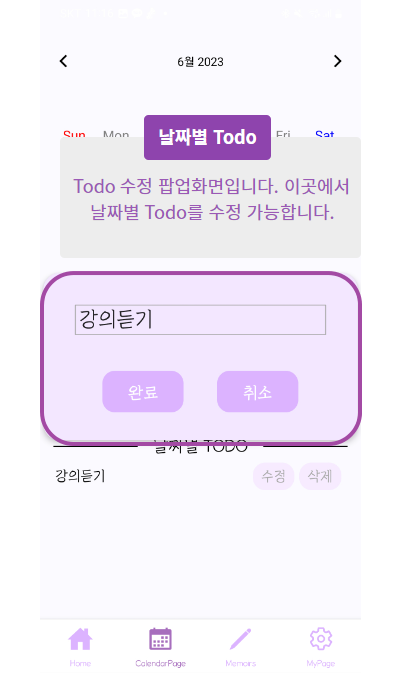 6월 2023
Sun Mon Fri Sat
날짜별 Todo
Todo 수정 팝업화면입니다. 이곳에서
날짜별 Todo를 수정 가능합니다.
강의듣기
완료 취소
날짜별 TODO
강의듣기 수정 삭제
Home CalendarPage Memoirs MyPage